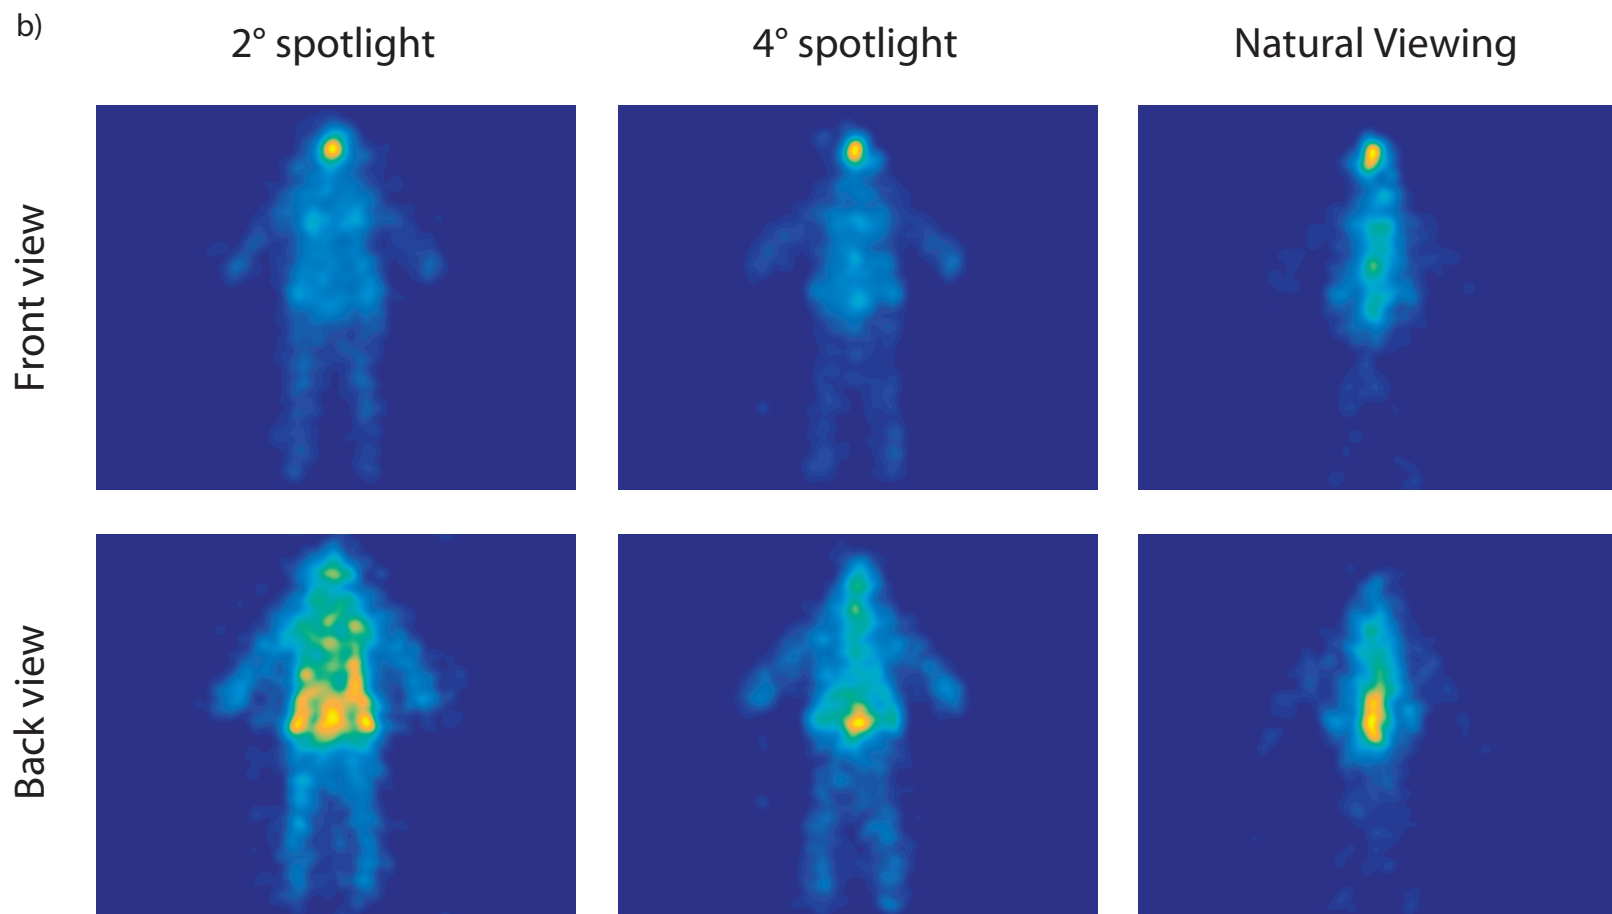 b)
2° spotlight
4° spotlight
Natural Viewing
Front view
Back view